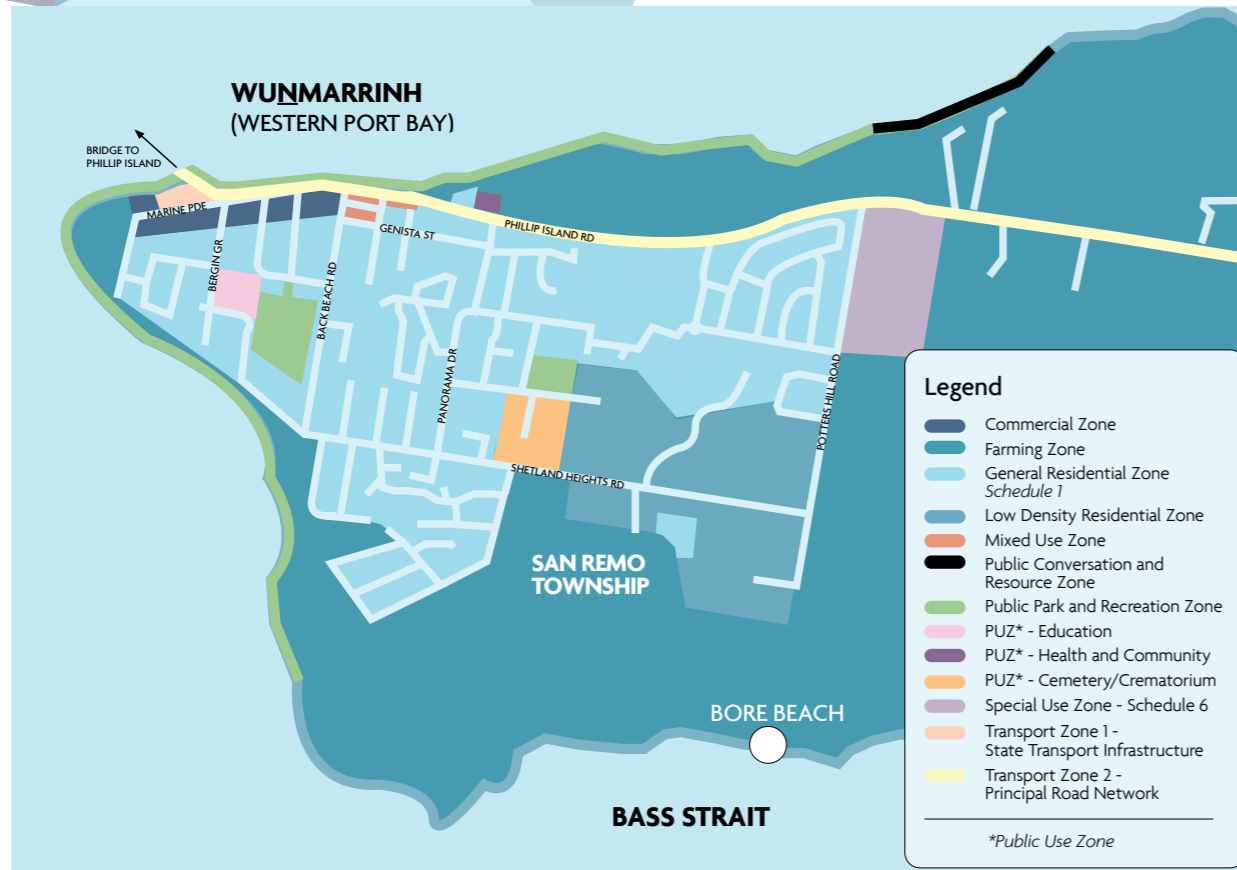 WUNMARRINH
(WESTERN PORT BAY)
BRIDGE TO
PHILLIP ISLAND
MARINE PDE
BERGIN GR
BACK BEACH RD
GENISTA ST
PHILLIP ISLAND RD
PANORAMA DR
POTTERS HILL ROAD
SHETLAND HEIGHTS RD
SAN REMO
TOWNSHIP
BORE BEACH
BASS STRAIT
Legend
Commercial Zone
Farming Zone
General Residential Zone
Schedule 1
Low Density Residential Zone
Mixed Use Zone
Public Conversation and
Resource Zone
Public Park and Recreation Zone
PUZ* - Education
PUZ* - Health and Community
PUZ* - Cemetery/Crematorium
Special Use Zone - Schedule 6
Transport Zone 1 -
State Transport Infrastructure
Transport Zone 2 -
Principal Road Network
*Public Use Zone